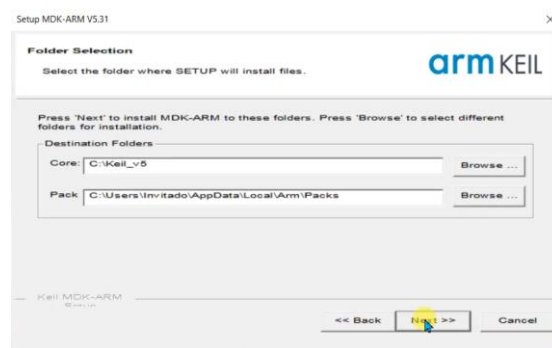 Setup MDK-ARM V5.31
Folder Selection
Select the folder where SETUP will install files.
arm KEIL
Press 'Next' to install MDK-ARM to these folders. Press 'Browse' to select different
folders for installation.
Destination Folders
Core: C:\Keil_v5 Browse ...
Pack C:\Users\Invitado\AppData\Local\Arm\Packs Browse ...
Keil MDK-ARM
<< Back Next >> Cancel